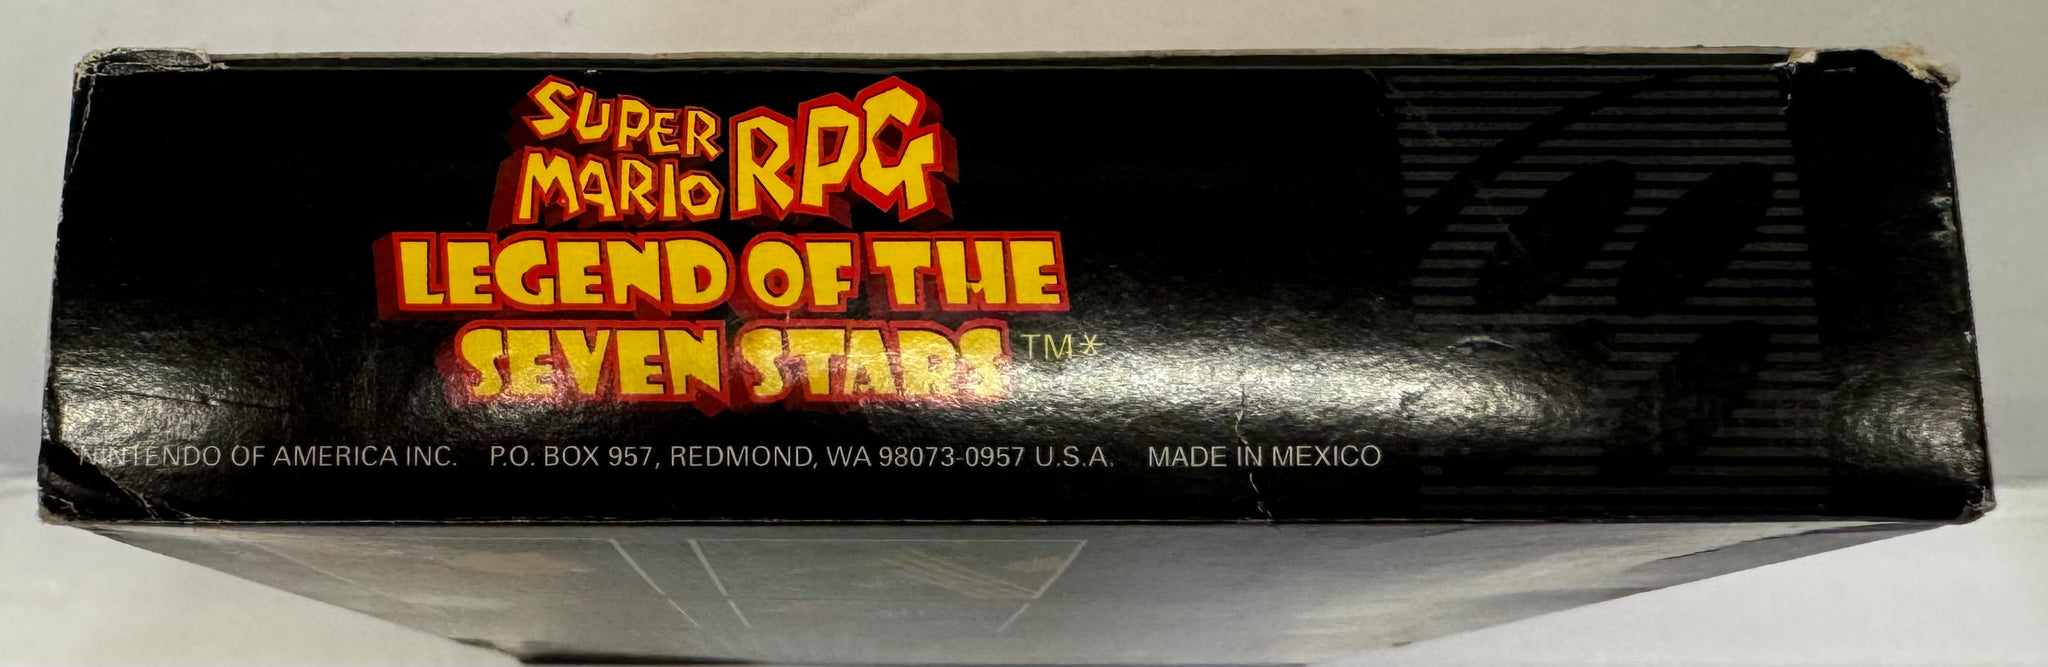 SUPER MARIO RPG
LEGEND OF THE
SEVEN STARS TM*
NINTENDO OF AMERICA INC. P.O. BOX 957, REDMOND, WA 98073-0957 U.S.A. MADE IN MEXICO